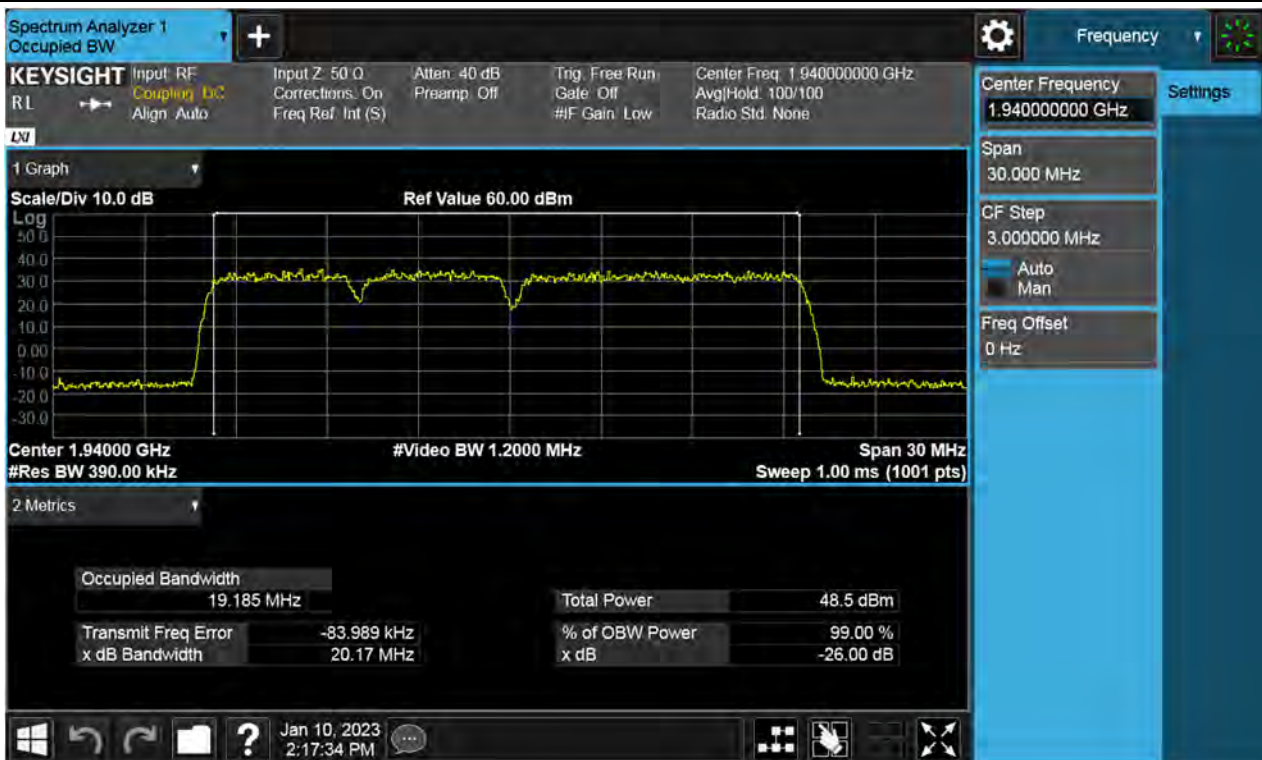 Spectrum Analyzer 1
Occupied BW
Frequency
KEYSIGHT
RL
LXI
Input: RF
Coupling: DC
Align: Auto
Input Z: 50 Ω
Corrections: On
Freq Ref: Int (S)
Atten: 40 dB
Preamp: Off
Trig: Free Run
Gate: Off
#IF Gain: Low
Center Freq: 1.940000000 GHz
Avg|Hold: 100/100
Radio Std: None
Center Frequency
1.940000000 GHz
Settings
Span
30.000 MHz
CF Step
3.000000 MHz
Auto
Man
Freq Offset
0 Hz
1 Graph
Scale/Div 10.0 dB
Ref Value 60.00 dBm
Log
50.0
40.0
30.0
20.0
10.0
0.00
-10.0
-20.0
-30.0
Center 1.94000 GHz
#Video BW 1.2000 MHz
Span 30 MHz
#Res BW 390.00 kHz
Sweep 1.00 ms (1001 pts)
2 Metrics
Occupied Bandwidth
19.185 MHz
Total Power 48.5 dBm
Transmit Freq Error -83.989 kHz
% of OBW Power 99.00 %
x dB Bandwidth 20.17 MHz
x dB -26.00 dB
?
Jan 10, 2023
2:17:34 PM